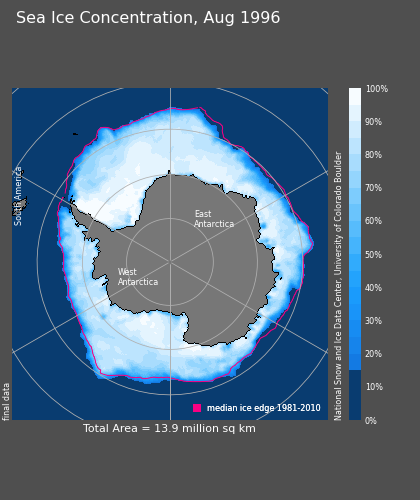 Sea Ice Concentration, Aug 1996
South America
East
Antarctica
West
Antarctica
final data
median ice edge 1981-2010
Total Area = 13.9 million sq km
National Snow and Ice Data Center, University of Colorado Boulder
100%
90%
80%
70%
60%
50%
40%
30%
20%
10%
0%